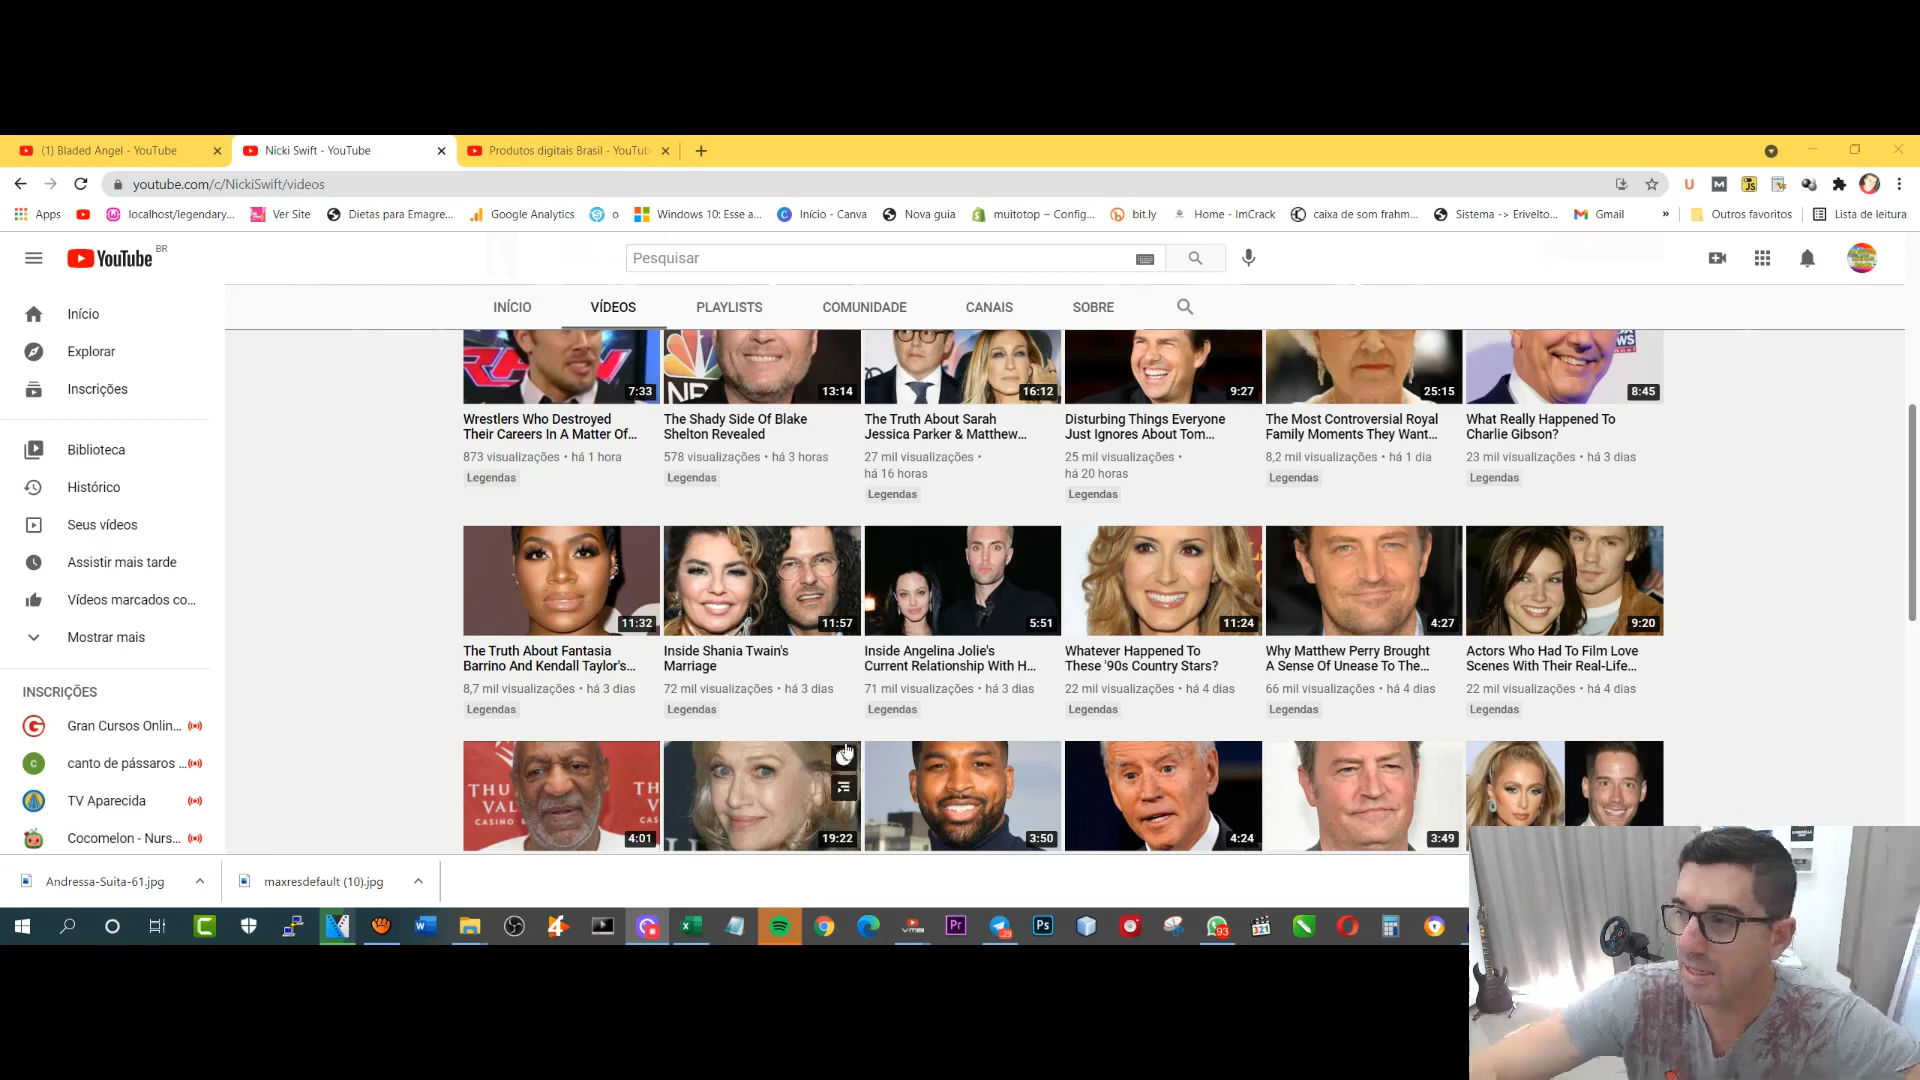 (1) Bladed Angel - YouTube
Nicki Swift - YouTube
Produtos digitais Brasil - YouTub
youtube.com/c/NickiSwift/videos
Apps
localhost/legendary...
Ver Site
Dietas para Emagre...
Google Analytics
o
Windows 10: Esse a...
Início - Canva
Nova guia
muitotop ~ Config...
bit.ly
Home - ImCrack
caixa de som frahm...
Sistema -> Erivelto...
Gmail
»
Outros favoritos
Lista de leitura
YouTube BR
Pesquisar
INÍCIO VÍDEOS PLAYLISTS COMUNIDADE CANAIS SOBRE
Início
Explorar
Inscrições
Biblioteca
Histórico
Seus vídeos
Assistir mais tarde
Vídeos marcados co...
Mostrar mais
INSCRIÇÕES
Gran Cursos Onlin...
canto de pássaros ...
TV Aparecida
Cocomelon - Nurs...
7:33
Wrestlers Who Destroyed
Their Careers In A Matter Of...
873 visualizações • há 1 hora
Legendas
13:14
The Shady Side Of Blake
Shelton Revealed
578 visualizações • há 3 horas
Legendas
16:12
The Truth About Sarah
Jessica Parker & Matthew...
27 mil visualizações •
há 16 horas
Legendas
9:27
Disturbing Things Everyone
Just Ignores About Tom...
25 mil visualizações •
há 20 horas
Legendas
25:15
The Most Controversial Royal
Family Moments They Want...
8,2 mil visualizações • há 1 dia
Legendas
8:45
What Really Happened To
Charlie Gibson?
23 mil visualizações • há 3 dias
Legendas
11:32
The Truth About Fantasia
Barrino And Kendall Taylor's...
8,7 mil visualizações • há 3 dias
Legendas
11:57
Inside Shania Twain's
Marriage
72 mil visualizações • há 3 dias
Legendas
5:51
Inside Angelina Jolie's
Current Relationship With H...
71 mil visualizações • há 3 dias
Legendas
11:24
Whatever Happened To
These '90s Country Stars?
22 mil visualizações • há 4 dias
Legendas
4:27
Why Matthew Perry Brought
A Sense Of Unease To The...
66 mil visualizações • há 4 dias
Legendas
9:20
Actors Who Had To Film Love
Scenes With Their Real-Life...
22 mil visualizações • há 4 dias
Legendas
4:01
19:22
3:50
4:24
3:49
Andressa-Suita-61.jpg
maxresdefault (10).jpg